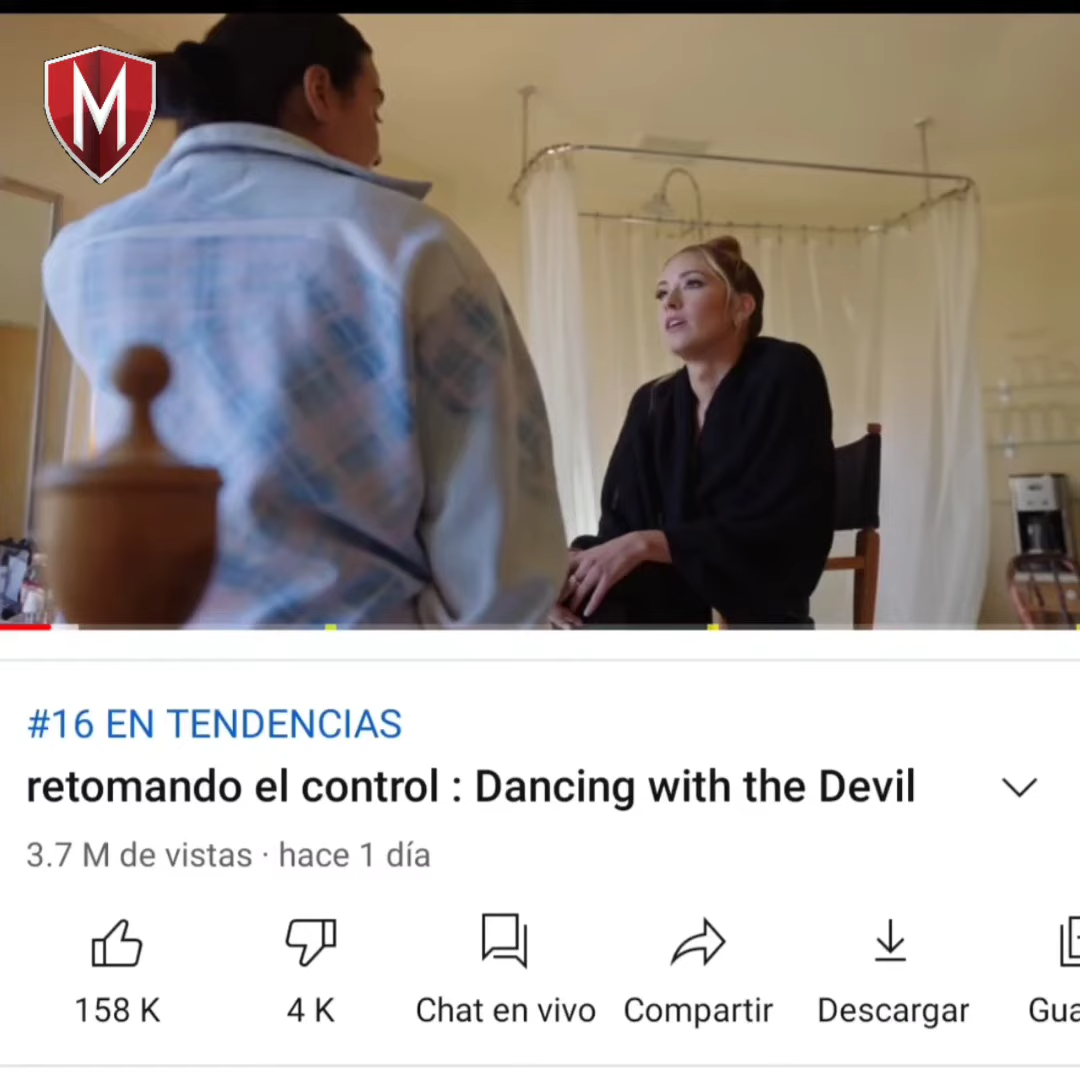 M
#16 EN TENDENCIAS
retomando el control : Dancing with the Devil
3.7 M de vistas · hace 1 día
158 K
4 K
Chat en vivo
Compartir
Descargar
Gua